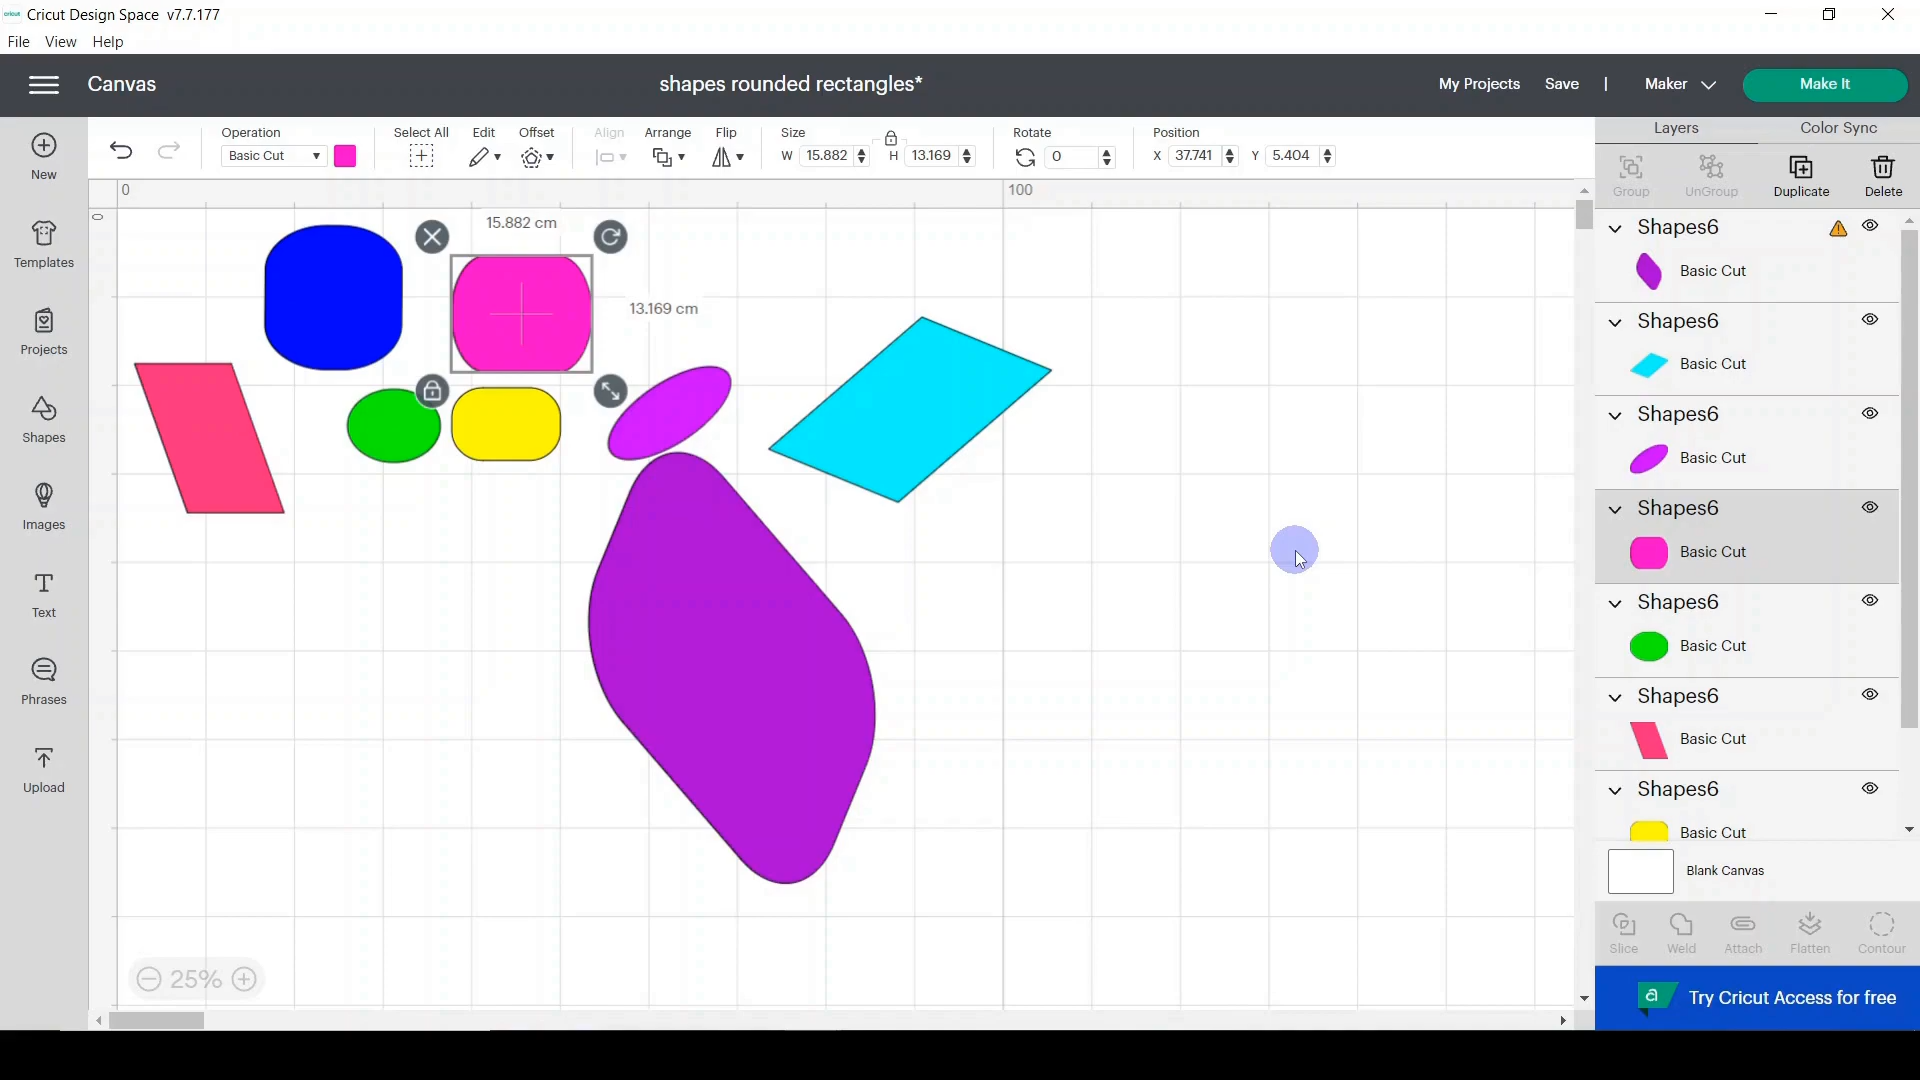 cricut Cricut Design Space v7.7.177
File View Help
Canvas
shapes rounded rectangles*
My Projects Save | Maker Make It
New
Templates
Projects
Shapes
Images
Text
Phrases
Upload
Operation
Basic Cut
Select All Edit Offset Align Arrange Flip
Size
W 15.882 H 13.169
Rotate
0
Position
X 37.741 Y 5.404
0 100
0
15.882 cm
13.169 cm
25%
Layers Color Sync
Group UnGroup Duplicate Delete
Shapes6
Basic Cut
Shapes6
Basic Cut
Shapes6
Basic Cut
Shapes6
Basic Cut
Shapes6
Basic Cut
Shapes6
Basic Cut
Shapes6
Basic Cut
Blank Canvas
Slice Weld Attach Flatten Contour
a Try Cricut Access for free